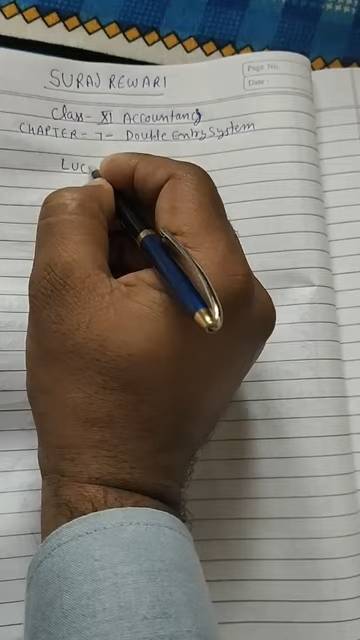 SURAJ REWARI
Page No.
Date :
Class - XI Accountancy
CHAPTER - 7 - Double Entry System
LUC